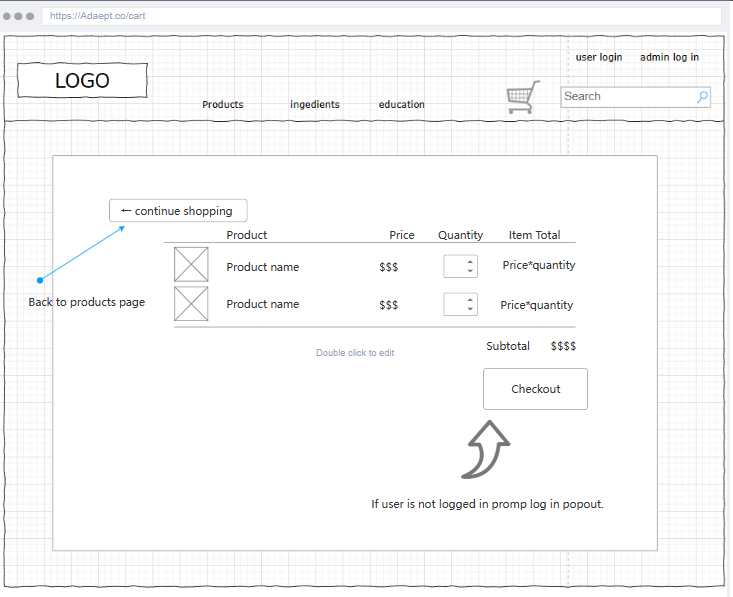 https://Adaept.co/cart
user login admin log in
LOGO
Search
Products ingedients education
← continue shopping
Product Price Quantity Item Total
Product name $$$ Price*quantity
Back to products page
Product name $$$ Price*quantity
Subtotal $$$$
Double click to edit
Checkout
If user is not logged in promp log in popout.